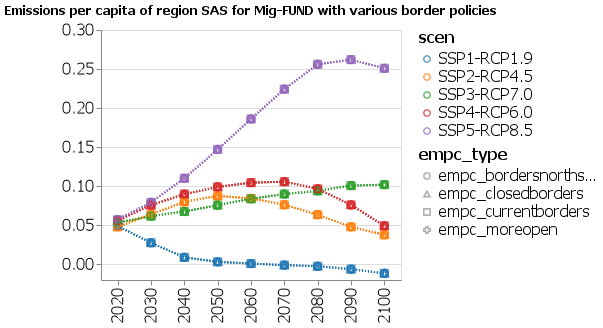 Emissions per capita of region SAS for Mig-FUND with various border policies
0.30
0.25
0.20
0.15
0.10
0.05
0.00
2020
2030
2040
2050
2060
2070
2080
2090
2100
scen
SSP1-RCP1.9
SSP2-RCP4.5
SSP3-RCP7.0
SSP4-RCP6.0
SSP5-RCP8.5
empc_type
empc_bordersnorths...
empc_closedborders
empc_currentborders
empc_moreopen